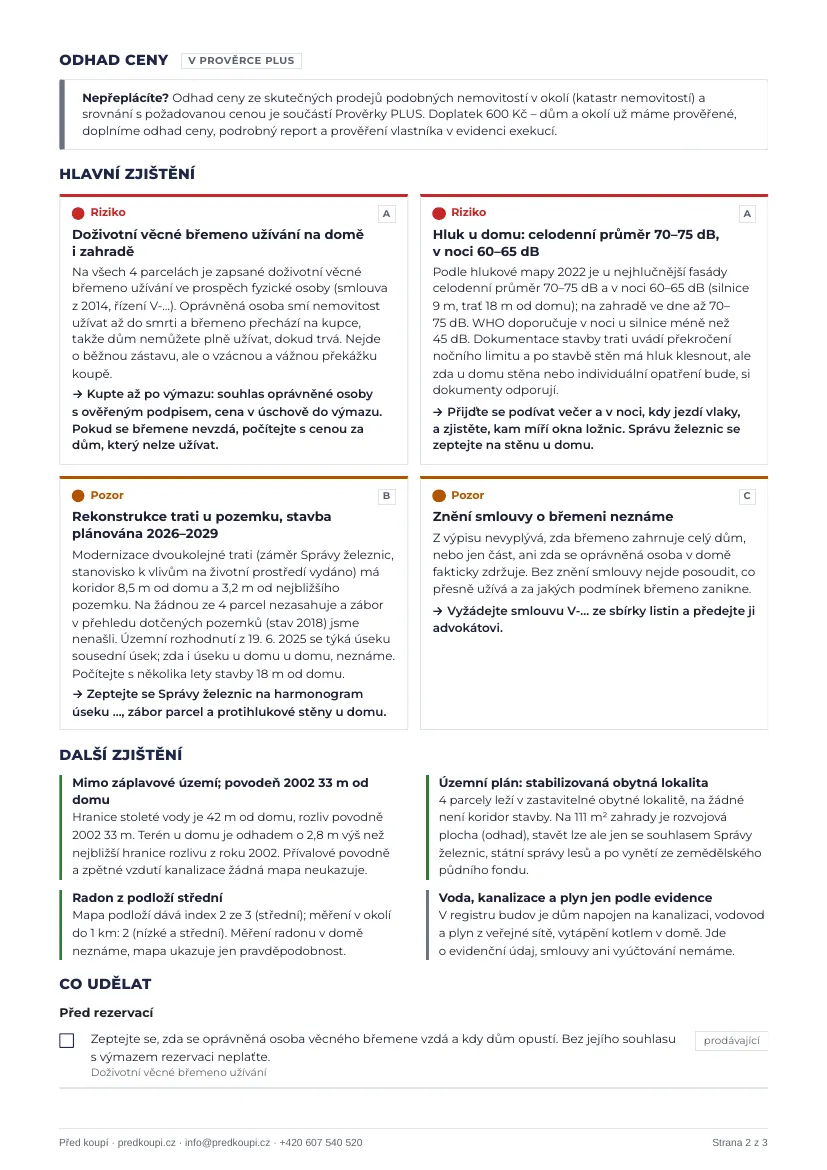 ODHAD CENY V PROVĚRCE PLUS
Nepřeplácíte? Odhad ceny ze skutečných prodejů podobných nemovitostí v okolí (katastr nemovitostí) a
srovnání s požadovanou cenou je součástí Prověrky PLUS. Doplatek 600 Kč – dům a okolí už máme prověřené,
doplníme odhad ceny, podrobný report a prověření vlastníka v evidenci exekucí.
HLAVNÍ ZJIŠTĚNÍ
Riziko A
Doživotní věcné břemeno užívání na domě
i zahradě
Na všech 4 parcelách je zapsané doživotní věcné
břemeno užívání ve prospěch fyzické osoby (smlouva
z 2014, řízení V-…). Oprávněná osoba smí nemovitost
užívat až do smrti a břemeno přechází na kupce,
takže dům nemůžete plně užívat, dokud trvá. Nejde
o běžnou zástavu, ale o vzácnou a vážnou překážku
koupě.
→ Kupte až po výmazu: souhlas oprávněné osoby
s ověřeným podpisem, cena v úschově do výmazu.
Pokud se břemene nevzdá, počítejte s cenou za
dům, který nelze užívat.
Riziko A
Hluk u domu: celodenní průměr 70–75 dB,
v noci 60–65 dB
Podle hlukové mapy 2022 je u nejhlučnější fasády
celodenní průměr 70–75 dB a v noci 60–65 dB (silnice
9 m, trať 18 m od domu); na zahradě ve dne až 70–
75 dB. WHO doporučuje v noci u silnice méně než
45 dB. Dokumentace stavby trati uvádí překročení
nočního limitu a po stavbě stěn má hluk klesnout, ale
zda u domu stěna nebo individuální opatření bude, si
dokumenty odporují.
→ Přijďte se podívat večer a v noci, kdy jezdí vlaky,
a zjistěte, kam míří okna ložnic. Správu železnic se
zeptejte na stěnu u domu.
Pozor B
Rekonstrukce trati u pozemku, stavba
plánována 2026–2029
Modernizace dvoukolejné trati (záměr Správy železnic,
stanovisko k vlivům na životní prostředí vydáno) má
koridor 8,5 m od domu a 3,2 m od nejbližšího
pozemku. Na žádnou ze 4 parcel nezasahuje a zábor
v přehledu dotčených pozemků (stav 2018) jsme
nenašli. Územní rozhodnutí z 19. 6. 2025 se týká úseku
sousední úsek; zda i úseku u domu u domu, neznáme.
Počítejte s několika lety stavby 18 m od domu.
→ Zeptejte se Správy železnic na harmonogram
úseku …, zábor parcel a protihlukové stěny u domu.
Pozor C
Znění smlouvy o břemeni neznáme
Z výpisu nevyplývá, zda břemeno zahrnuje celý dům,
nebo jen část, ani zda se oprávněná osoba v domě
fakticky zdržuje. Bez znění smlouvy nejde posoudit, co
přesně užívá a za jakých podmínek břemeno zanikne.
→ Vyžádejte smlouvu V-… ze sbírky listin a předejte ji
advokátovi.
DALŠÍ ZJIŠTĚNÍ
Mimo záplavové území; povodeň 2002 33 m od
domu
Hranice stoleté vody je 42 m od domu, rozliv povodně
2002 33 m. Terén u domu je odhadem o 2,8 m výš než
nejbližší hranice rozlivu z roku 2002. Přívalové povodně
a zpětné vzdutí kanalizace žádná mapa neukazuje.
Územní plán: stabilizovaná obytná lokalita
4 parcely leží v zastavitelné obytné lokalitě, na žádné
není koridor stavby. Na 111 m² zahrady je rozvojová
plocha (odhad), stavět lze ale jen se souhlasem Správy
železnic, státní správy lesů a po vynětí ze zemědělského
půdního fondu.
Radon z podloží střední
Mapa podloží dává index 2 ze 3 (střední); měření v okolí
do 1 km: 2 (nízké a střední). Měření radonu v domě
neznáme, mapa ukazuje jen pravděpodobnost.
Voda, kanalizace a plyn jen podle evidence
V registru budov je dům napojen na kanalizaci, vodovod
a plyn z veřejné sítě, vytápění kotlem v domě. Jde
o evidenční údaj, smlouvy ani vyúčtování nemáme.
CO UDĚLAT
Před rezervací
Zeptejte se, zda se oprávněná osoba věcného břemene vzdá a kdy dům opustí. Bez jejího souhlasu
s výmazem rezervaci neplaťte.
Doživotní věcné břemeno užívání
prodávající
Před koupí · predkoupi.cz · info@predkoupi.cz · +420 607 540 520
Strana 2 z 3